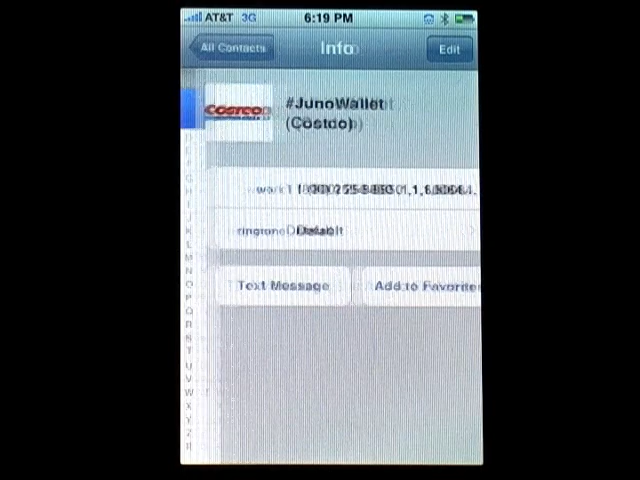 AT&T 3G 6:19 PM
All Contacts Info Edit
COSTCO
#JunoWallet
(Costco)
work
ringtone Default
Text Message Add to Favorites
K
L
M
N
O
P
Q
R
S
T
U
V
W
X
Y
Z